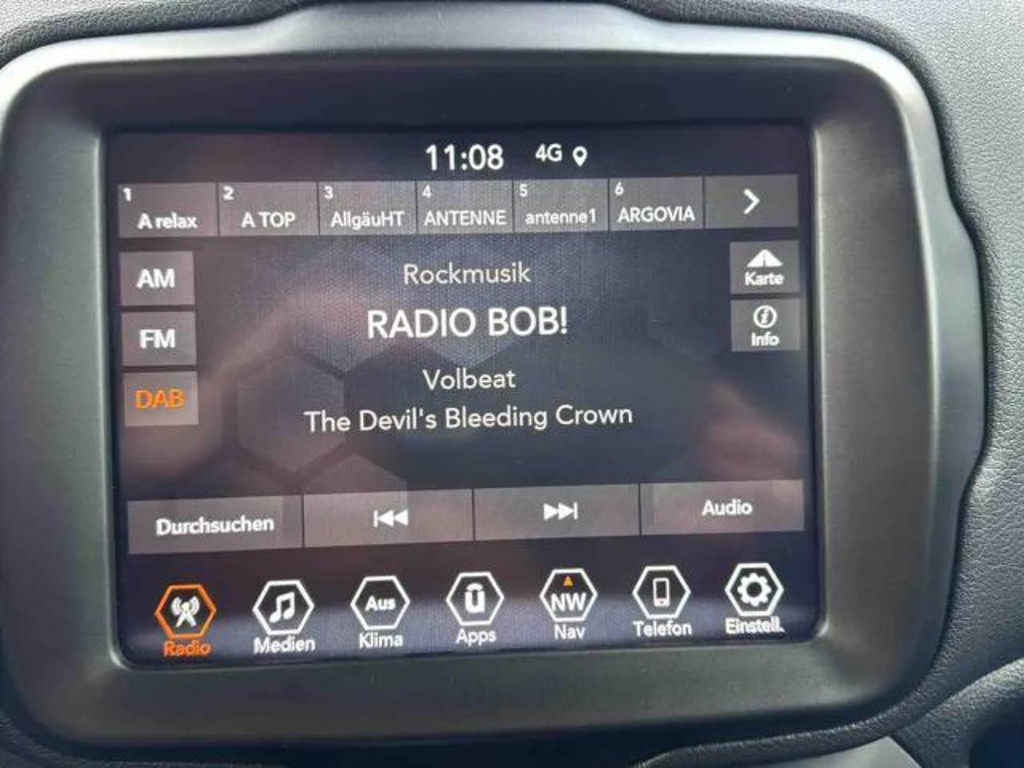 11:08 4G
1 A relax
2 A TOP
3 AllgäuHT
4 ANTENNE
5 antenne1
6 ARGOVIA
AM
FM
DAB
Rockmusik
RADIO BOB!
Volbeat
The Devil's Bleeding Crown
Karte
Info
Durchsuchen
Audio
Radio
Medien
Aus
Klima
û
Apps
NW
Nav
Telefon
Einstell.